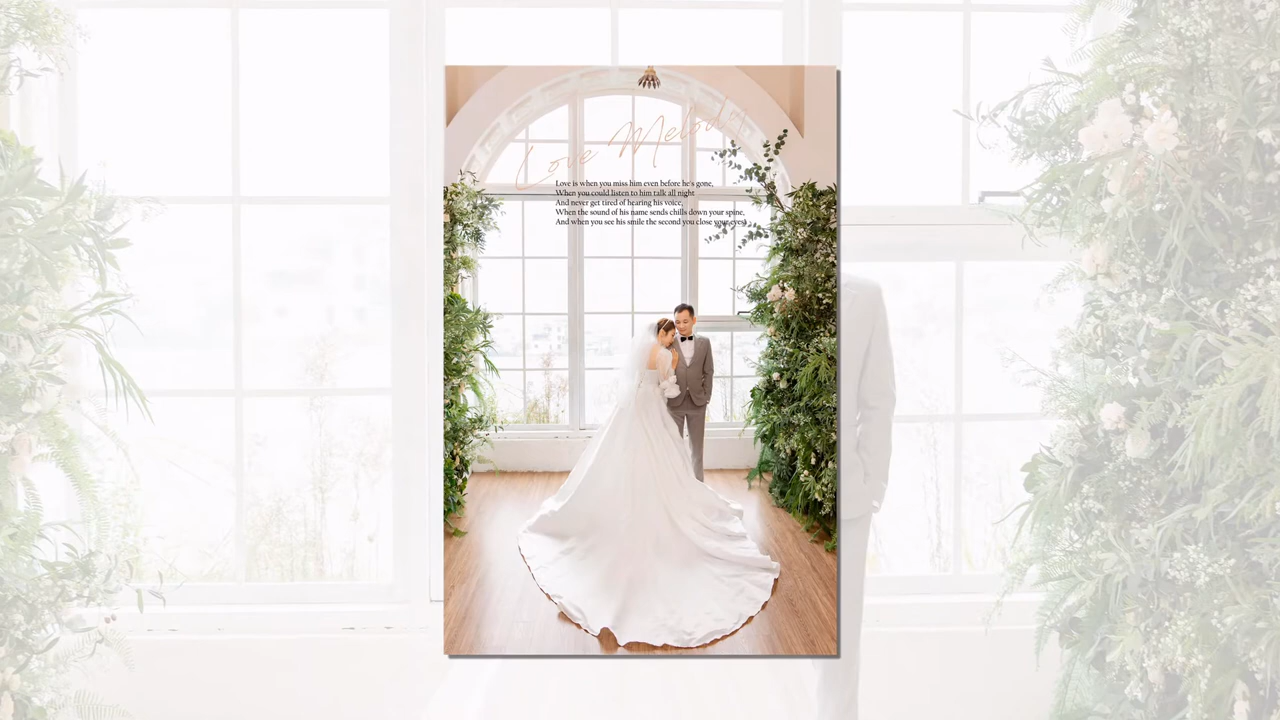 Love Melody
Love is when you miss him even before he's gone,
When you could listen to him talk all night
And never get tired of hearing his voice,
When the sound of his name sends chills down your spine,
And when you see his smile the second you close your eyes.